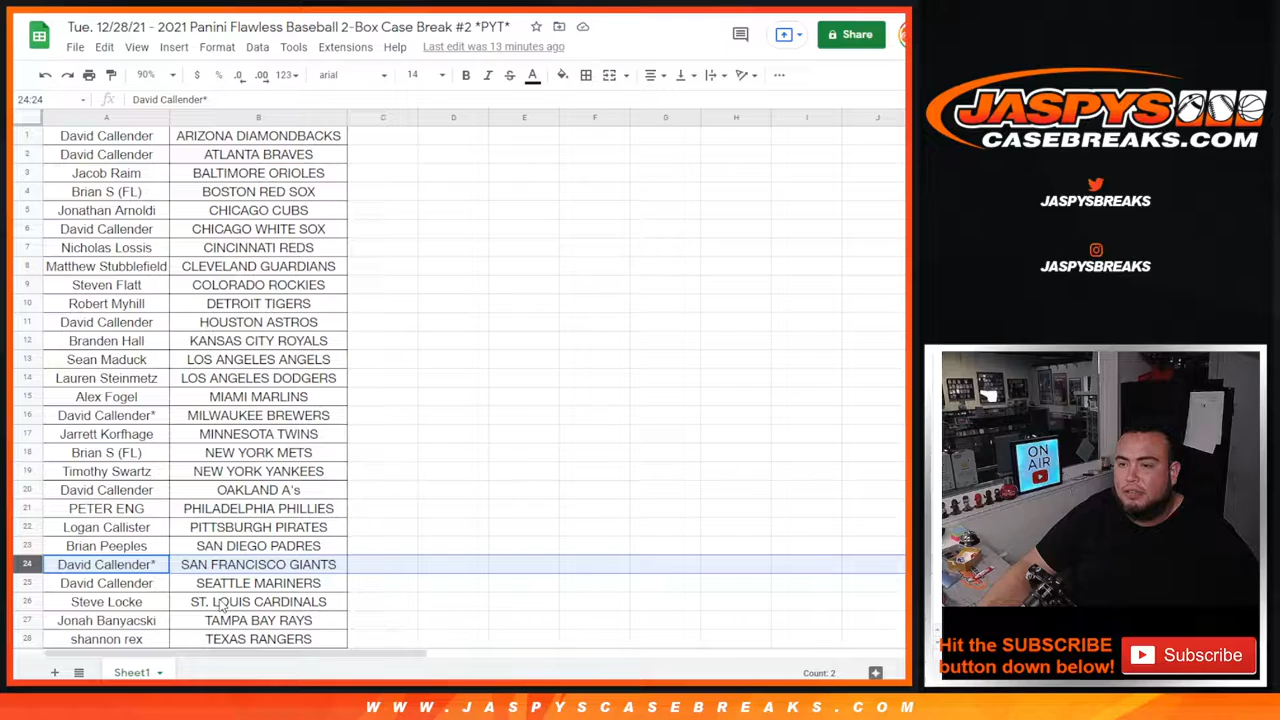 Tue. 12/28/21 - 2021 Panini Flawless Baseball 2-Box Case Break #2 *PYT*
File Edit View Insert Format Data Tools Extensions Help Last edit was 13 minutes ago
Share
90% $ % .0 .00 123 arial 14 B I S A
24:24 fx David Callender*
A B C D E F G H I J
1 David Callender ARIZONA DIAMONDBACKS
2 David Callender ATLANTA BRAVES
3 Jacob Raim BALTIMORE ORIOLES
4 Brian S (FL) BOSTON RED SOX
5 Jonathan Arnoldi CHICAGO CUBS
6 David Callender CHICAGO WHITE SOX
7 Nicholas Lossis CINCINNATI REDS
8 Matthew Stubblefield CLEVELAND GUARDIANS
9 Steven Flatt COLORADO ROCKIES
10 Robert Myhill DETROIT TIGERS
11 David Callender HOUSTON ASTROS
12 Branden Hall KANSAS CITY ROYALS
13 Sean Maduck LOS ANGELES ANGELS
14 Lauren Steinmetz LOS ANGELES DODGERS
15 Alex Fogel MIAMI MARLINS
16 David Callender* MILWAUKEE BREWERS
17 Jarrett Korfhage MINNESOTA TWINS
18 Brian S (FL) NEW YORK METS
19 Timothy Swartz NEW YORK YANKEES
20 David Callender OAKLAND A's
21 PETER ENG PHILADELPHIA PHILLIES
22 Logan Callister PITTSBURGH PIRATES
23 Brian Peeples SAN DIEGO PADRES
24 David Callender* SAN FRANCISCO GIANTS
25 David Callender SEATTLE MARINERS
26 Steve Locke ST. LOUIS CARDINALS
27 Jonah Banyacski TAMPA BAY RAYS
28 shannon rex TEXAS RANGERS
Sheet1
Count: 2
JASPYS
CASEBREAKS.COM
JASPYSBREAKS
JASPYSBREAKS
ON
AIR
Hit the SUBSCRIBE
button down below!
Subscribe
WWW.JASPYSCASEBREAKS.COM